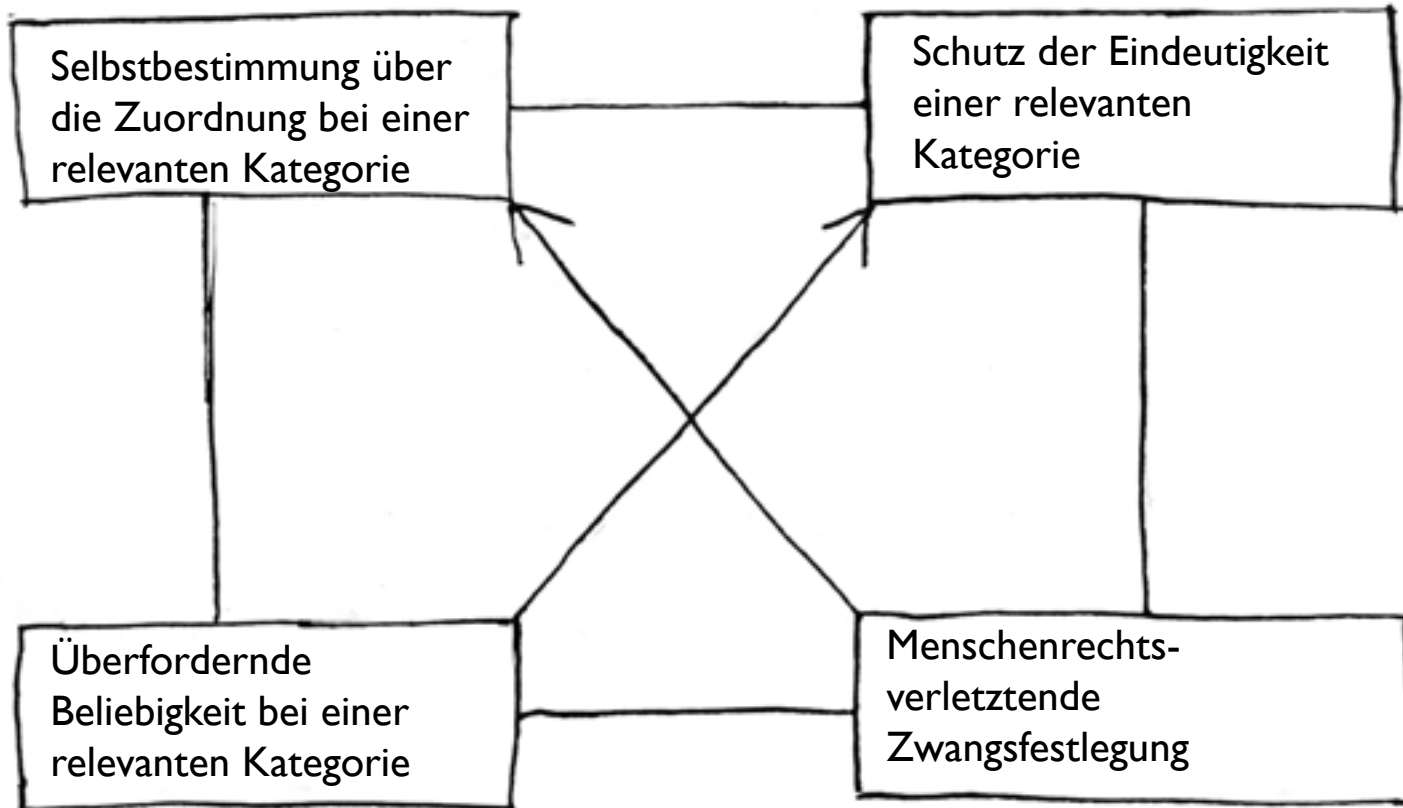 Selbstbestimmung über
die Zuordnung bei einer
relevanten Kategorie
Schutz der Eindeutigkeit
einer relevanten
Kategorie
Überfordernde
Beliebigkeit bei einer
relevanten Kategorie
Menschenrechts-
verletztende
Zwangsfestlegung